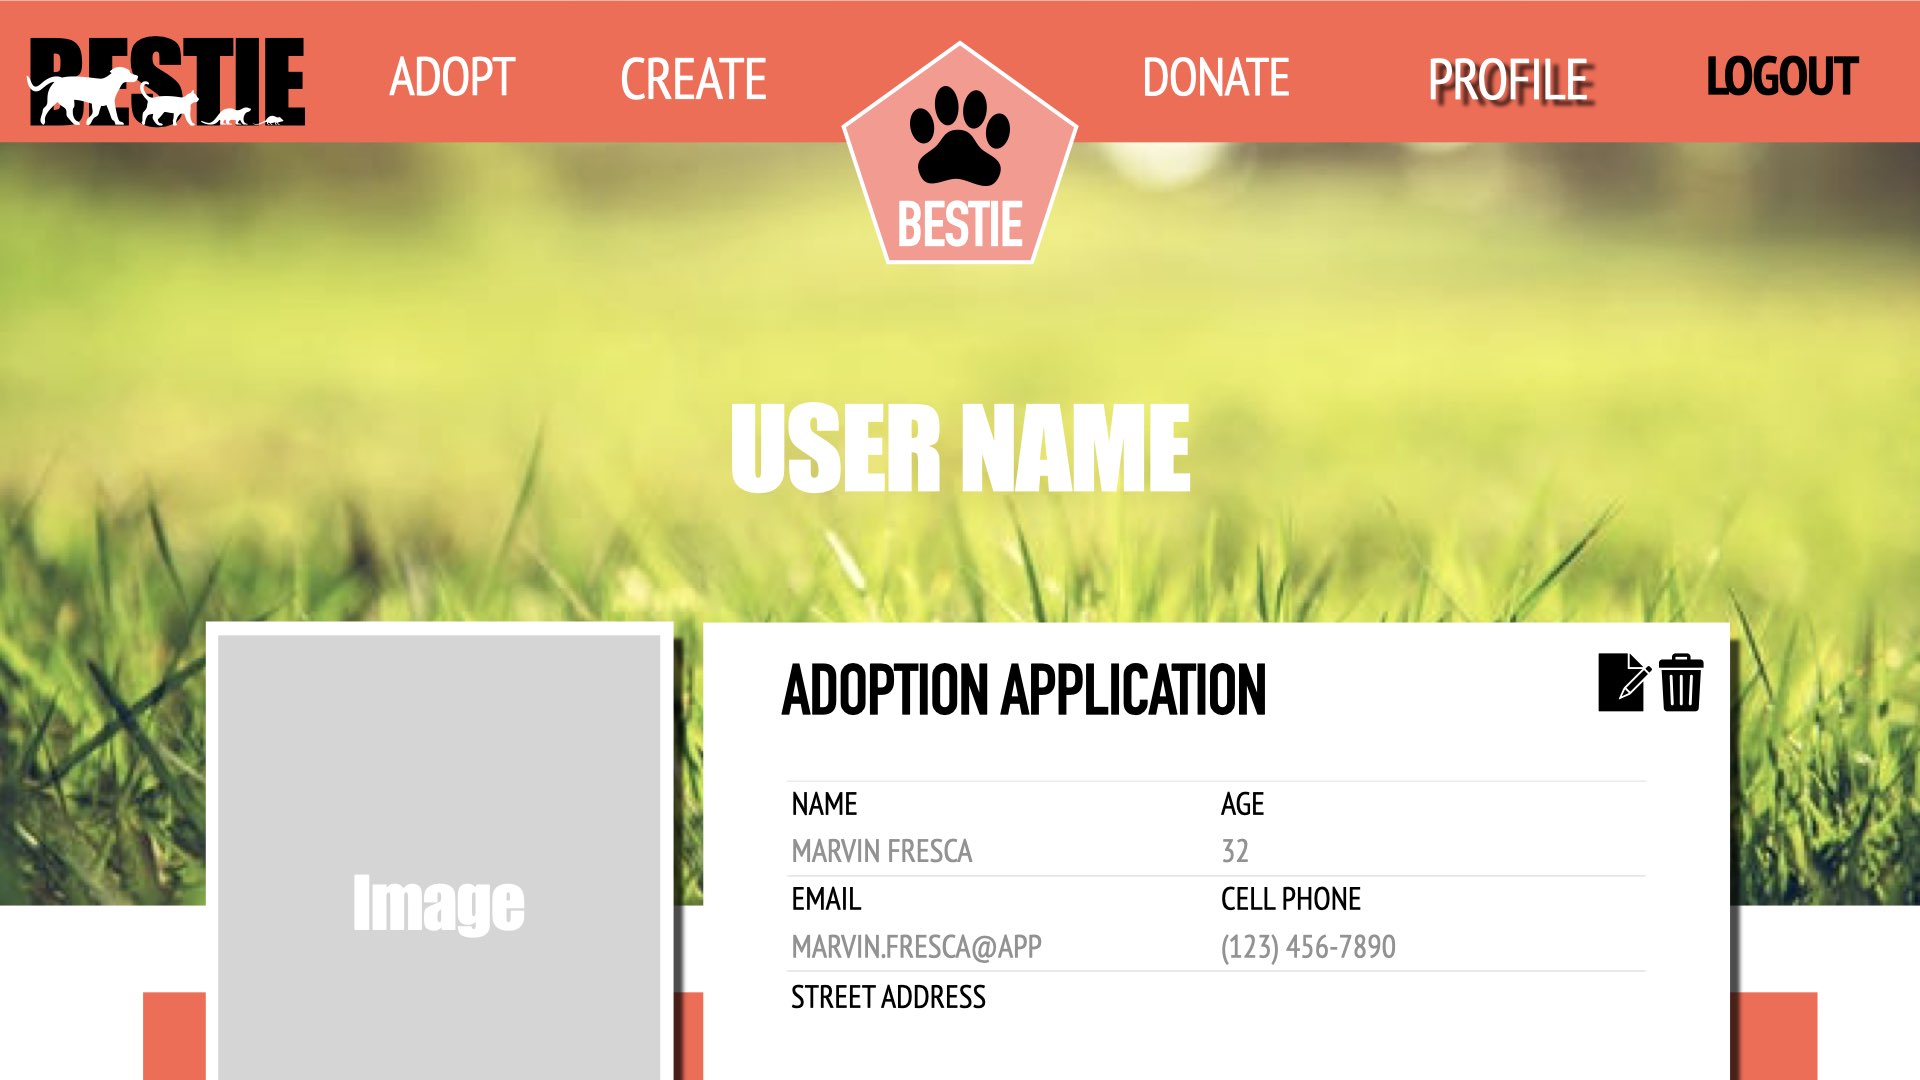 BESTIE
ADOPT
CREATE
BESTIE
DONATE
PROFILE
LOGOUT
USER NAME
Image
ADOPTION APPLICATION
NAME
AGE
MARVIN FRESCA
32
EMAIL
CELL PHONE
MARVIN.FRESCA@APP
(123) 456-7890
STREET ADDRESS